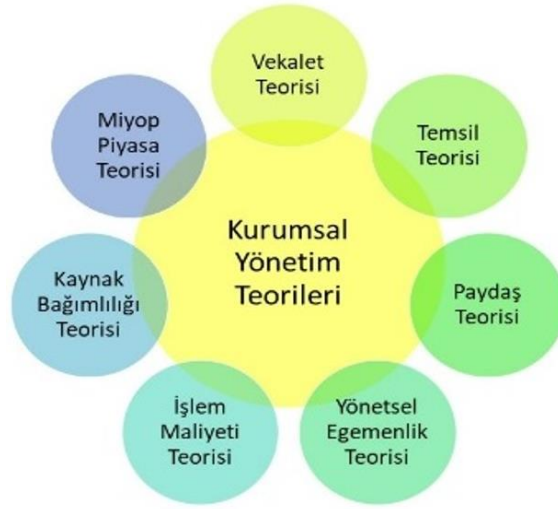 Vekalet
Teorisi
Temsil
Teorisi
Paydaş
Teorisi
Yönetsel
Egemenlik
Teorisi
İşlem
Maliyeti
Teorisi
Kaynak
Bağımlılığı
Teorisi
Miyop
Piyasa
Teorisi
Kurumsal
Yönetim
Teorileri